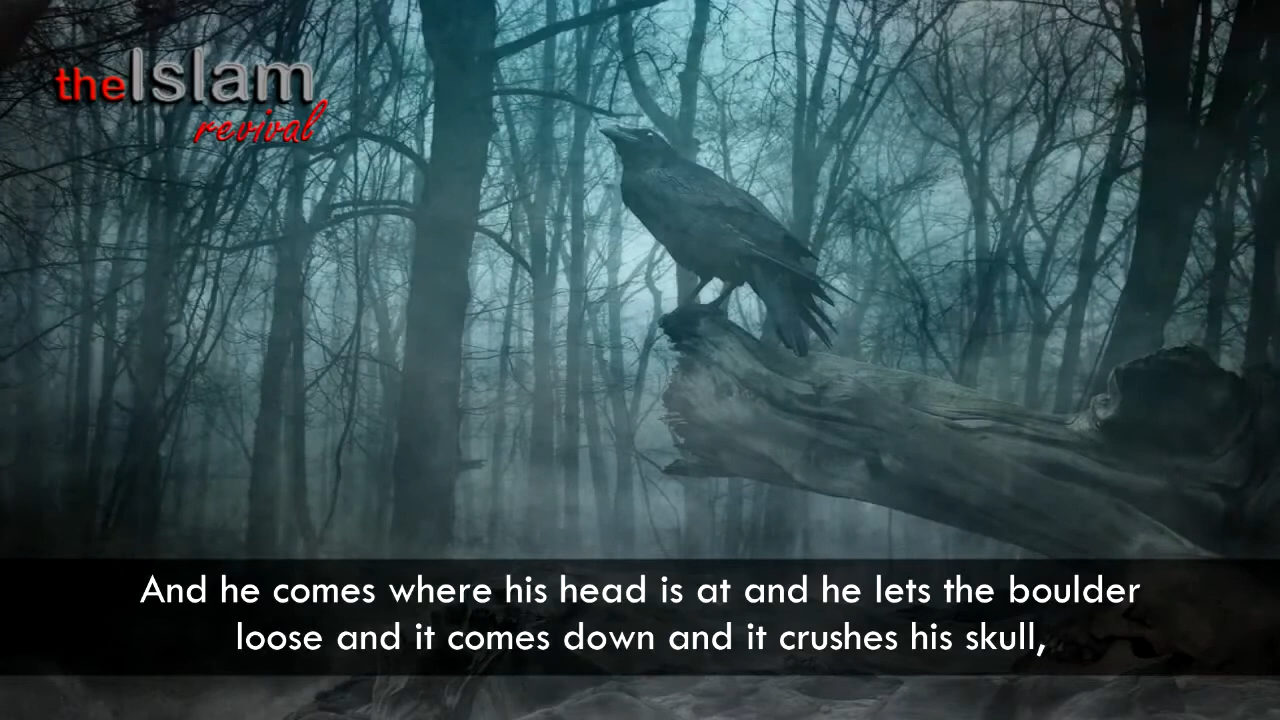 theIslam
revival
And he comes where his head is at and he lets the boulder
loose and it comes down and it crushes his skull,